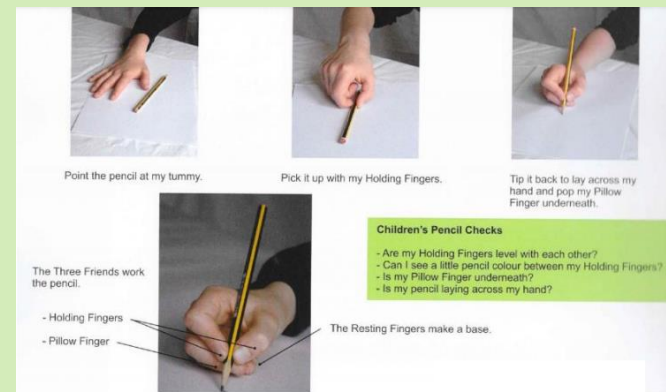 Point the pencil at my tummy.
Pick it up with my Holding Fingers.
Tip it back to lay across my
hand and pop my Pillow
Finger underneath.
Children's Pencil Checks
- Are my Holding Fingers level with each other?
- Can I see a little pencil colour between my Holding Fingers?
- Is my Pillow Finger underneath?
- Is my pencil laying across my hand?
The Three Friends work
the pencil.
- Holding Fingers
- Pillow Finger
The Resting Fingers make a base.